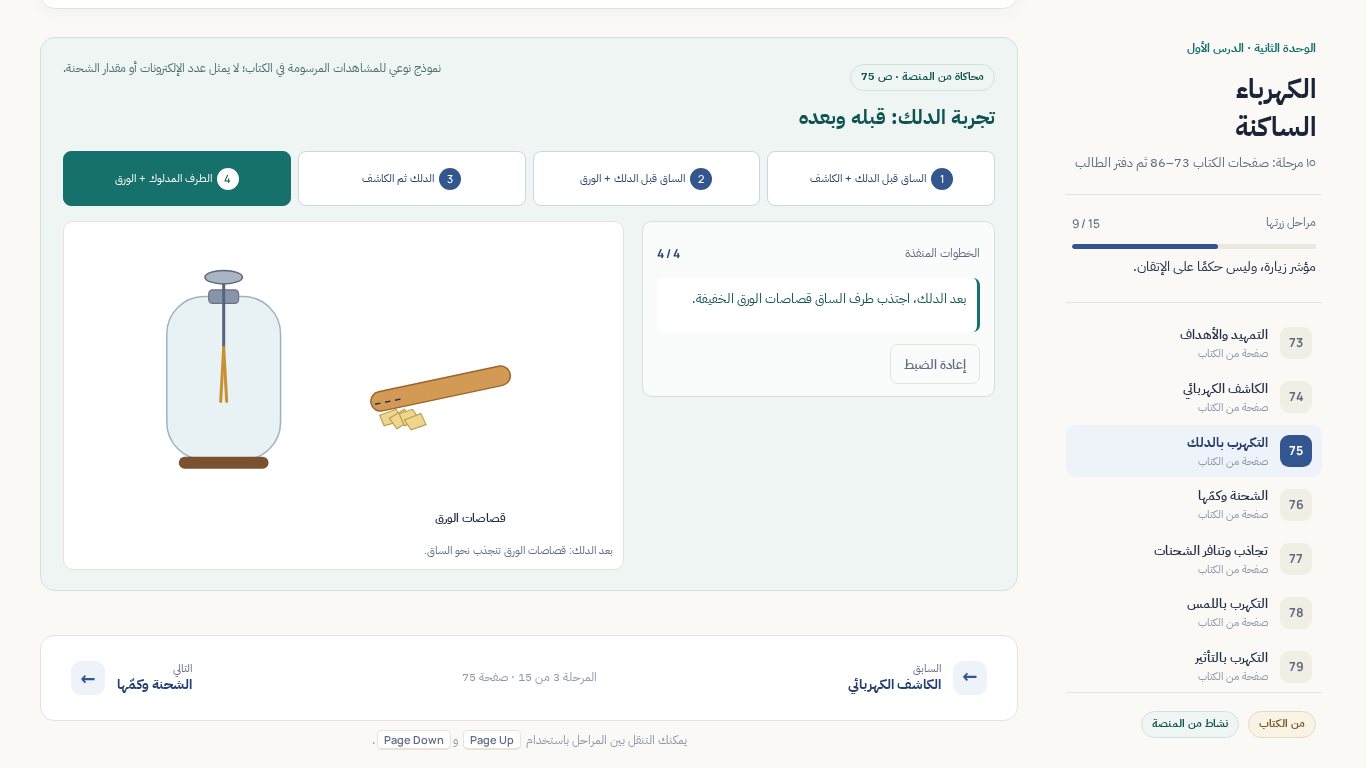 الوحدة الثانية · الدرس الأول
الكهرباء
الساكنة
١٥ مرحلة: صفحات الكتاب 73–86 ثم دفتر الطالب
مراحل زرتها
9 / 15
مؤشر زيارة، وليس حكمًا على الإتقان.
73
التمهيد والأهداف
صفحة من الكتاب
74
الكاشف الكهربائي
صفحة من الكتاب
75
التكهرب بالدلك
صفحة من الكتاب
76
الشحنة وكمّها
صفحة من الكتاب
77
تجاذب وتنافر الشحنات
صفحة من الكتاب
78
التكهرب باللمس
صفحة من الكتاب
79
التكهرب بالتأثير
صفحة من الكتاب
من الكتاب
نشاط من المنصة
محاكاة من المنصة · ص 75
نموذج نوعي للمشاهدات المرسومة في الكتاب؛ لا يمثل عدد الإلكترونات أو مقدار الشحنة.
تجربة الدلك: قبله وبعده
1 الساق قبل الدلك + الكاشف
2 الساق قبل الدلك + الورق
3 الدلك ثم الكاشف
4 الطرف المدلوك + الورق
الخطوات المنفذة
4 / 4
بعد الدلك، اجتذب طرف الساق قصاصات الورق الخفيفة.
إعادة الضبط
قصاصات الورق
بعد الدلك: قصاصات الورق تنجذب نحو الساق.
السابق
الكاشف الكهربائي
المرحلة 3 من 15 · صفحة 75
التالي
الشحنة وكمّها
يمكنك التنقل بين المراحل باستخدام Page Up و Page Down .